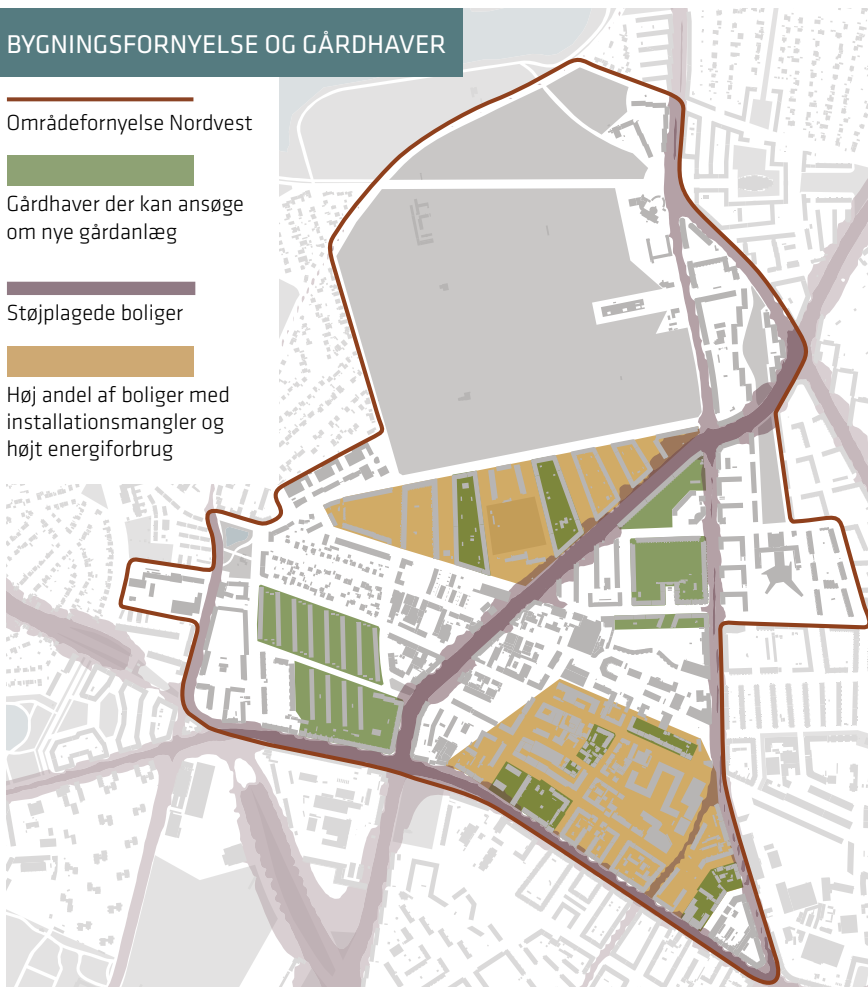 BYGNINGSFORNYELSE OG GÅRDHAVER
Områdefornyelse Nordvest
Gårdhaver der kan ansøge
om nye gårdanlæg
Støjplagede boliger
Høj andel af boliger med
installationsmangler og
højt energiforbrug